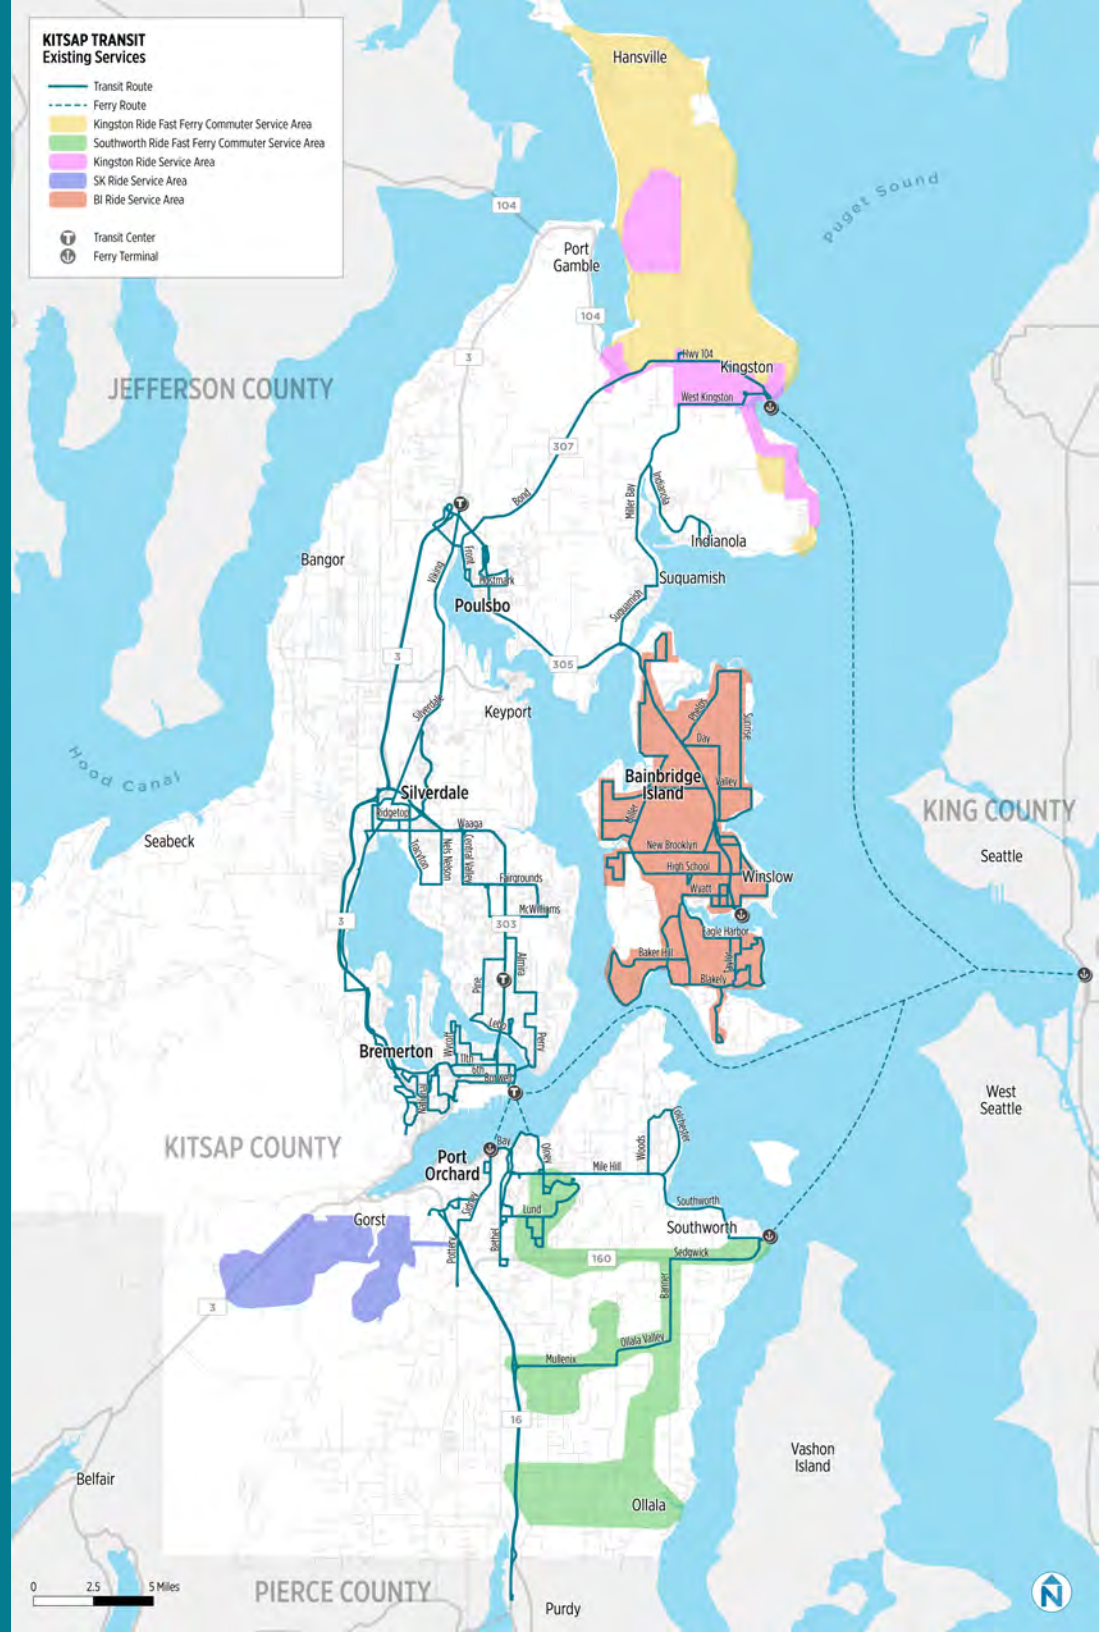 KITSAP TRANSIT
Existing Services
Transit Route
Ferry Route
Kingston Ride Fast Ferry Commuter Service Area
Southworth Ride Fast Ferry Commuter Service Area
Kingston Ride Service Area
SK Ride Service Area
BI Ride Service Area
Transit Center
Ferry Terminal
Hansville
Puget Sound
104
Port
Gamble
104
3
Hwy 104
Kingston
JEFFERSON COUNTY
West Kingston
307
Bond
Miller Bay
Indianola
Indianola
Bangor
Viking
Front
Hostmark
Suquamish
Suquamish
Poulsbo
3
305
Silverdale
Keyport
Phelps
Sunrise
Day
Hood Canal
Bainbridge
Island
Valley
Silverdale
Ridgetop
Miller
KING COUNTY
Waaga
Seabeck
Tracyton
Nels Nelson
Central Valley
New Brooklyn
Seattle
High School
Fairgrounds
Winslow
Wyatt
McWilliams
3
303
Eagle Harbor
Almira
Baker Hill
Taylor
Pine
Blakely
Lebo
Perry
Wycoff
Bremerton
11th
6th
Burwell
National
West
Seattle
Colchester
KITSAP COUNTY
Bay
Olney
Woods
Port
Orchard
Mile Hill
Sidney
Southworth
Lund
Gorst
Southworth
Bethel
Pottery
160
Sedgwick
3
Banner
Ollala Valley
Mullenix
16
Vashon
Island
Belfair
Ollala
0 2.5 5 Miles
PIERCE COUNTY
Purdy
N